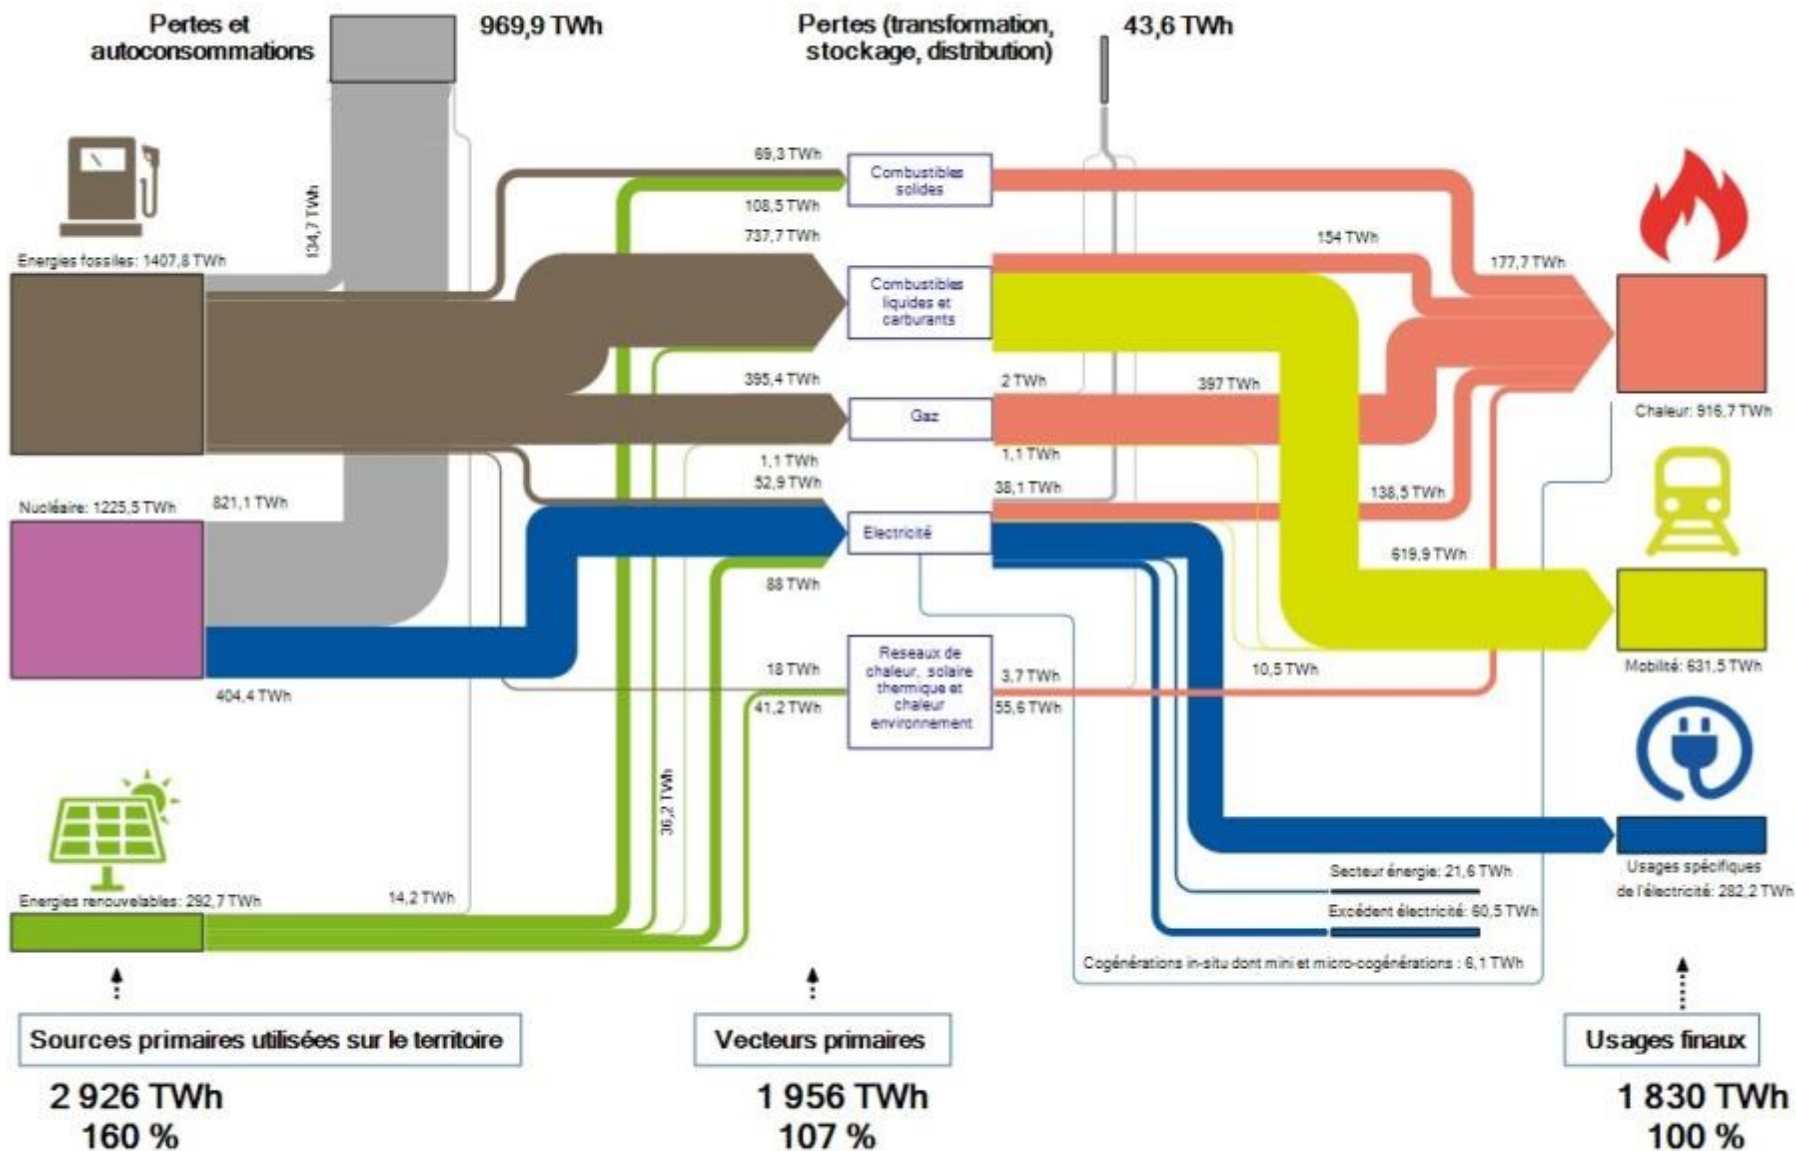 Pertes et
autoconsommations
969,9 TWh
Pertes (transformation,
stockage, distribution)
43,6 TWh
69,3 TWh
108,5 TWh
737,7 TWh
Combustibles
solides
134,7 TWh
154 TWh
177,7 TWh
Energies fossiles: 1407,8 TWh
Combustibles
liquides et
carburants
395,4 TWh
2 TWh
397 TWh
Gaz
Chaleur: 916,7 TWh
1,1 TWh
52,9 TWh
1,1 TWh
38,1 TWh
138,5 TWh
Nucléaire: 1225,5 TWh
821,1 TWh
Electricité
619,9 TWh
88 TWh
Reseaux de
chaleur, solaire
thermique et
chaleur
environnement
18 TWh
3,7 TWh
10,5 TWh
Mobilité: 631,5 TWh
404,4 TWh
41,2 TWh
55,6 TWh
36,2 TWh
Energies renouvelables: 292,7 TWh
14,2 TWh
Secteur énergie: 21,6 TWh
Usages spécifiques
de l'électricité: 282,2 TWh
Excédent électricité: 60,5 TWh
Cogénérations in-situ dont mini et micro-cogénérations : 6,1 TWh
Sources primaires utilisées sur le territoire
Vecteurs primaires
Usages finaux
2 926 TWh
160 %
1 956 TWh
107 %
1 830 TWh
100 %